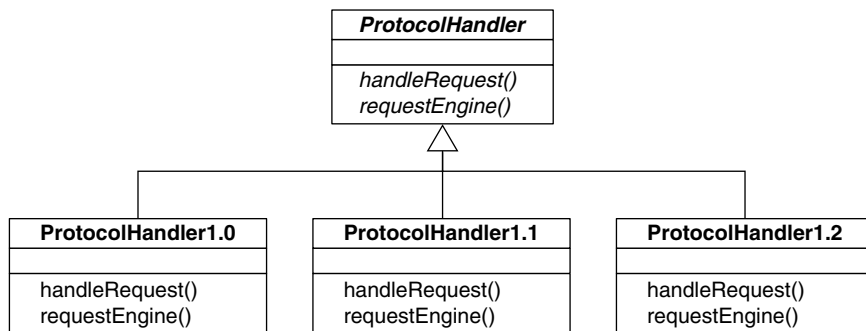 ProtocolHandler
handleRequest()
requestEngine()
ProtocolHandler1.0
handleRequest()
requestEngine()
ProtocolHandler1.1
handleRequest()
requestEngine()
ProtocolHandler1.2
handleRequest()
requestEngine()